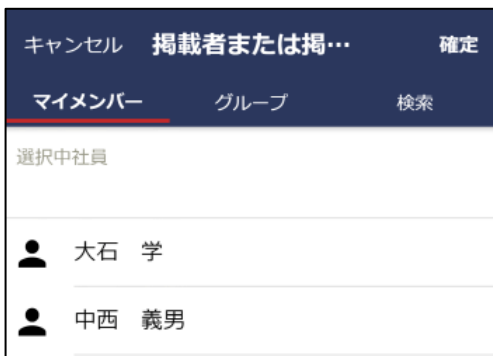 キャンセル 掲載者または掲… 確定
マイメンバー グループ 検索
選択中社員
大石 学
中西 義男